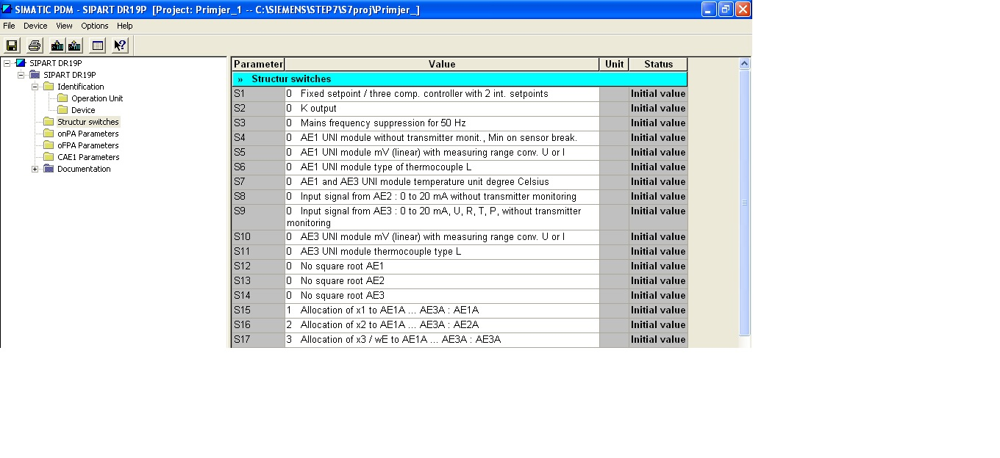 SIMATIC PDM - SIPART DR19P [Project: Primjer_1 -- C:\SIEMENS\STEP7\S7proj\Primjer_]
File Device View Options Help
SIPART DR19P
SIPART DR19P
Identification
Operation Unit
Device
Structur switches
onPA Parameters
oFPA Parameters
CAE1 Parameters
Documentation
Parameter Value Unit Status
» Structur switches
S1 0 Fixed setpoint / three comp. controller with 2 int. setpoints Initial value
S2 0 K output Initial value
S3 0 Mains frequency suppression for 50 Hz Initial value
S4 0 AE1 UNI module without transmitter monit., Min on sensor break. Initial value
S5 0 AE1 UNI module mV (linear) with measuring range conv. U or I Initial value
S6 0 AE1 UNI module type of thermocouple L Initial value
S7 0 AE1 and AE3 UNI module temperature unit degree Celsius Initial value
S8 0 Input signal from AE2 : 0 to 20 mA without transmitter monitoring Initial value
S9 0 Input signal from AE3 : 0 to 20 mA, U, R, T, P, without transmitter Initial value
monitoring
S10 0 AE3 UNI module mV (linear) with measuring range conv. U or I Initial value
S11 0 AE3 UNI module thermocouple type L Initial value
S12 0 No square root AE1 Initial value
S13 0 No square root AE2 Initial value
S14 0 No square root AE3 Initial value
S15 1 Allocation of x1 to AE1A ... AE3A : AE1A Initial value
S16 2 Allocation of x2 to AE1A ... AE3A : AE2A Initial value
S17 3 Allocation of x3 / wE to AE1A ... AE3A : AE3A Initial value